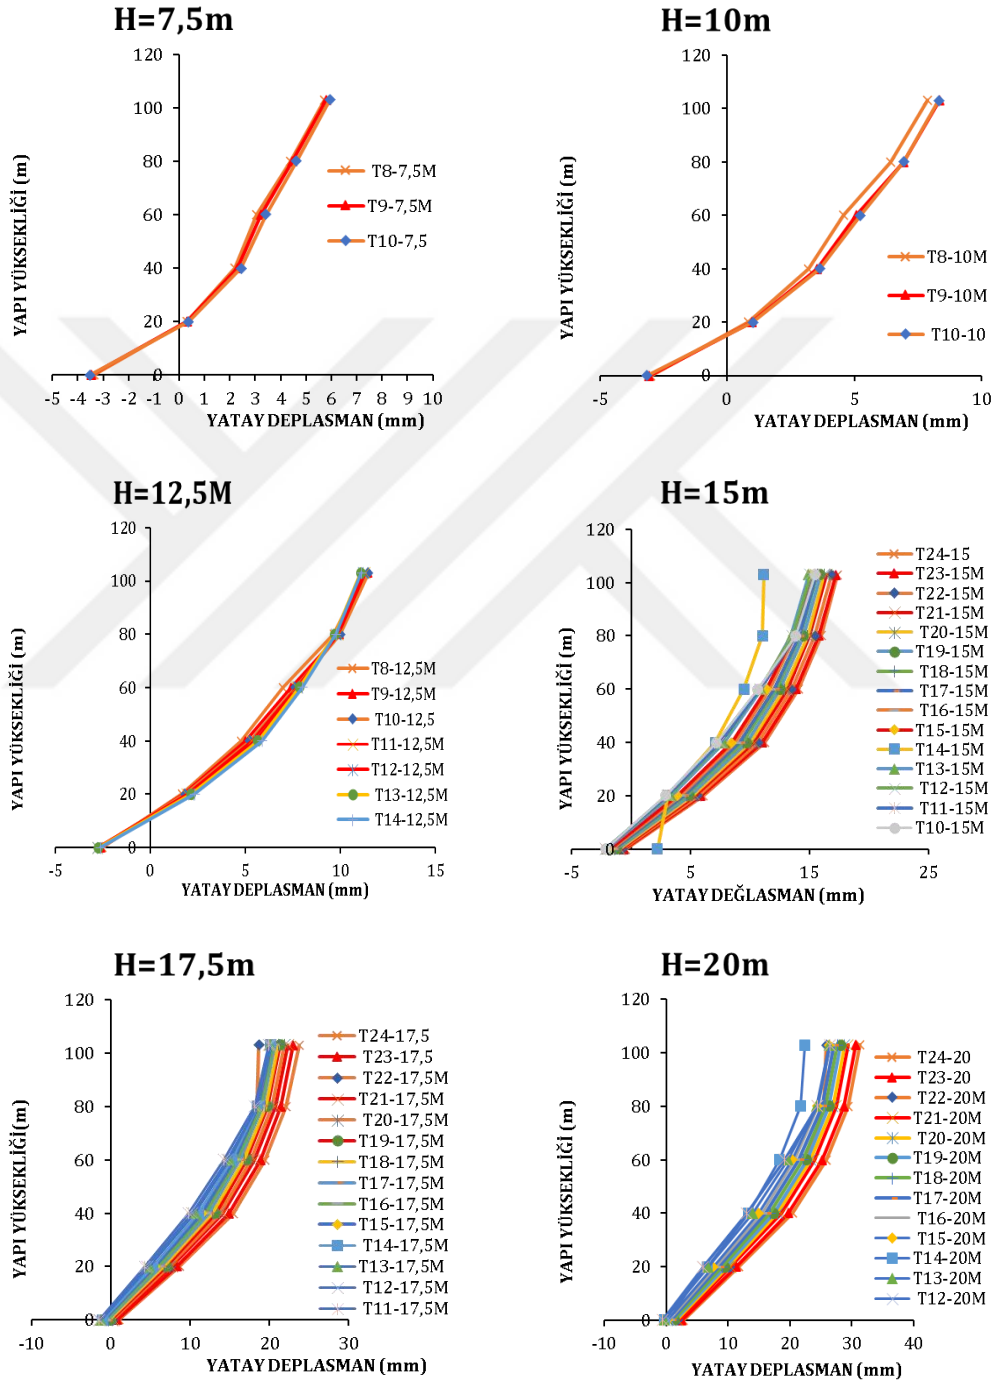 H=7,5m
YAPI YÜKSEKLİĞİ (m)
120
100
80
60
40
20
0
-5 -4 -3 -2 -1 0 1 2 3 4 5 6 7 8 9 10
YATAY DEPLASMAN (mm)
T8-7,5M
T9-7,5M
T10-7,5
H=10m
YAPI YÜKSEKLİĞİ (m)
120
100
80
60
40
20
0
-5 0 5 10
YATAY DEPLASMAN (mm)
T8-10M
T9-10M
T10-10
H=12,5M
YAPI YÜKSEKLİĞİ (m)
120
100
80
60
40
20
0
-5 0 5 10 15
YATAY DEPLASMAN (mm)
T8-12,5M
T9-12,5M
T10-12,5
T11-12,5M
T12-12,5M
T13-12,5M
T14-12,5M
H=15m
YAPI YÜKSEKLİĞİ (m)
120
100
80
60
40
20
0
-5 5 15 25
YATAY DEĞLASMAN (mm)
T24-15
T23-15M
T22-15M
T21-15M
T20-15M
T19-15M
T18-15M
T17-15M
T16-15M
T15-15M
T14-15M
T13-15M
T12-15M
T11-15M
T10-15M
H=17,5m
YAPI YÜKSEKLİĞİ(m)
120
100
80
60
40
20
0
-10 0 10 20 30
YATAY DEPLASMAN (mm)
T24-17,5
T23-17,5
T22-17,5M
T21-17,5M
T20-17,5M
T19-17,5M
T18-17,5M
T17-17,5M
T16-17,5M
T15-17,5M
T14-17,5M
T13-17,5M
T12-17,5M
T11-17,5M
H=20m
YAPI YÜKSEKLİĞİ (m)
120
100
80
60
40
20
0
-10 0 10 20 30 40
YATAY DEPLASMAN (mm)
T24-20
T23-20
T22-20M
T21-20M
T20-20M
T19-20M
T18-20M
T17-20M
T16-20M
T15-20M
T14-20M
T13-20M
T12-20M